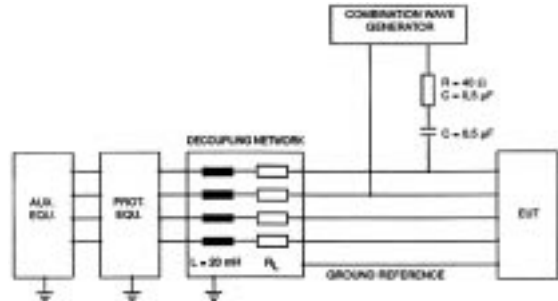 COMBINATION WAVE
GENERATOR
R = 40 Ω
C = 0,5 µF
C = 0,5 µF
DECOUPLING NETWORK
AUX.
EQU.
PROT.
EQU.
EUT
L = 20 mH
RL
GROUND REFERENCE